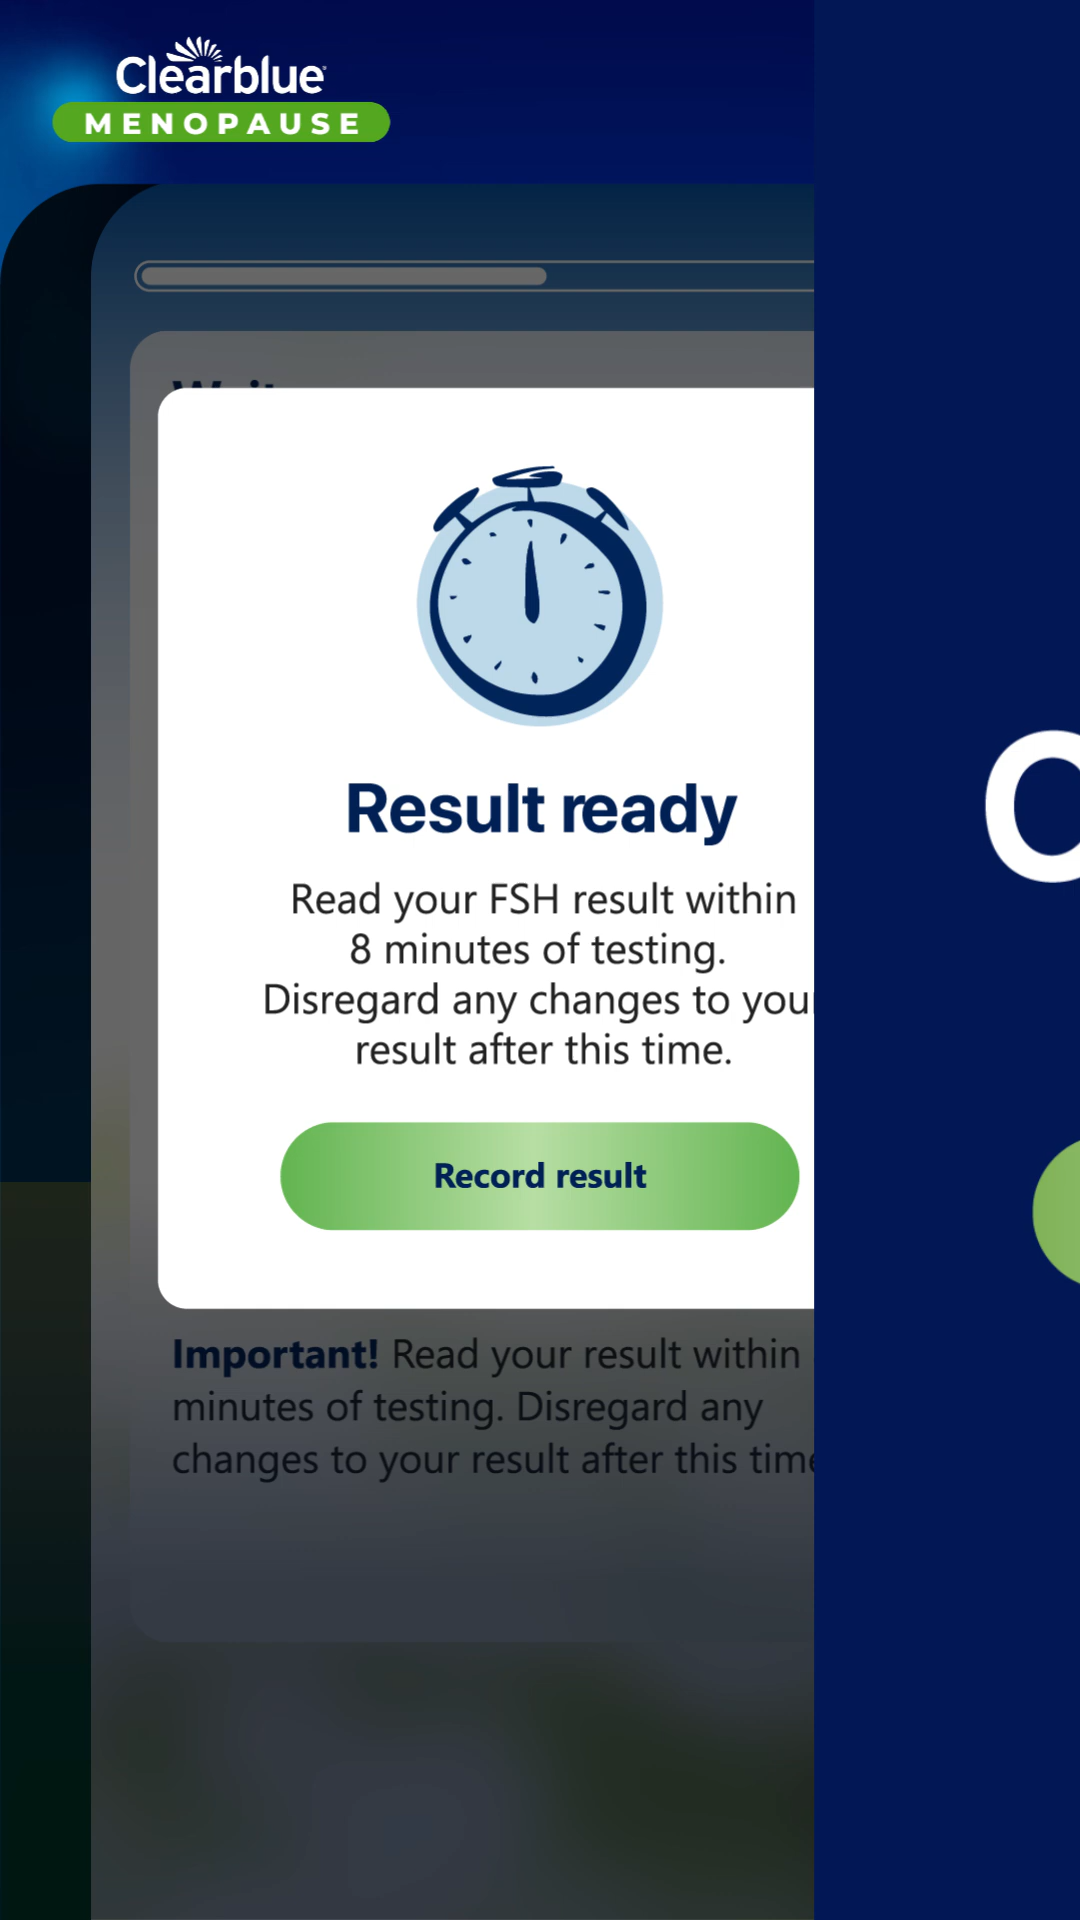 Clearblue
MENOPAUSE
Result ready
Read your FSH result within
8 minutes of testing.
Disregard any changes to your
result after this time.
Record result
Important! Read your result within
minutes of testing. Disregard any
changes to your result after this time